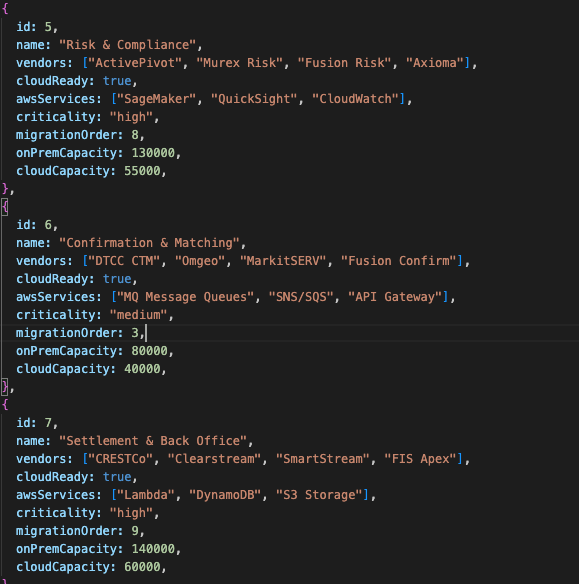 {
id: 5,
name: "Risk & Compliance",
vendors: ["ActivePivot", "Murex Risk", "Fusion Risk", "Axioma"],
cloudReady: true,
awsServices: ["SageMaker", "QuickSight", "CloudWatch"],
criticality: "high",
migrationOrder: 8,
onPremCapacity: 130000,
cloudCapacity: 55000,
},
{
id: 6,
name: "Confirmation & Matching",
vendors: ["DTCC CTM", "Omgeo", "MarkitSERV", "Fusion Confirm"],
cloudReady: true,
awsServices: ["MQ Message Queues", "SNS/SQS", "API Gateway"],
criticality: "medium",
migrationOrder: 3,
onPremCapacity: 80000,
cloudCapacity: 40000,
},
{
id: 7,
name: "Settlement & Back Office",
vendors: ["CRESTCo", "Clearstream", "SmartStream", "FIS Apex"],
cloudReady: true,
awsServices: ["Lambda", "DynamoDB", "S3 Storage"],
criticality: "high",
migrationOrder: 9,
onPremCapacity: 140000,
cloudCapacity: 60000,